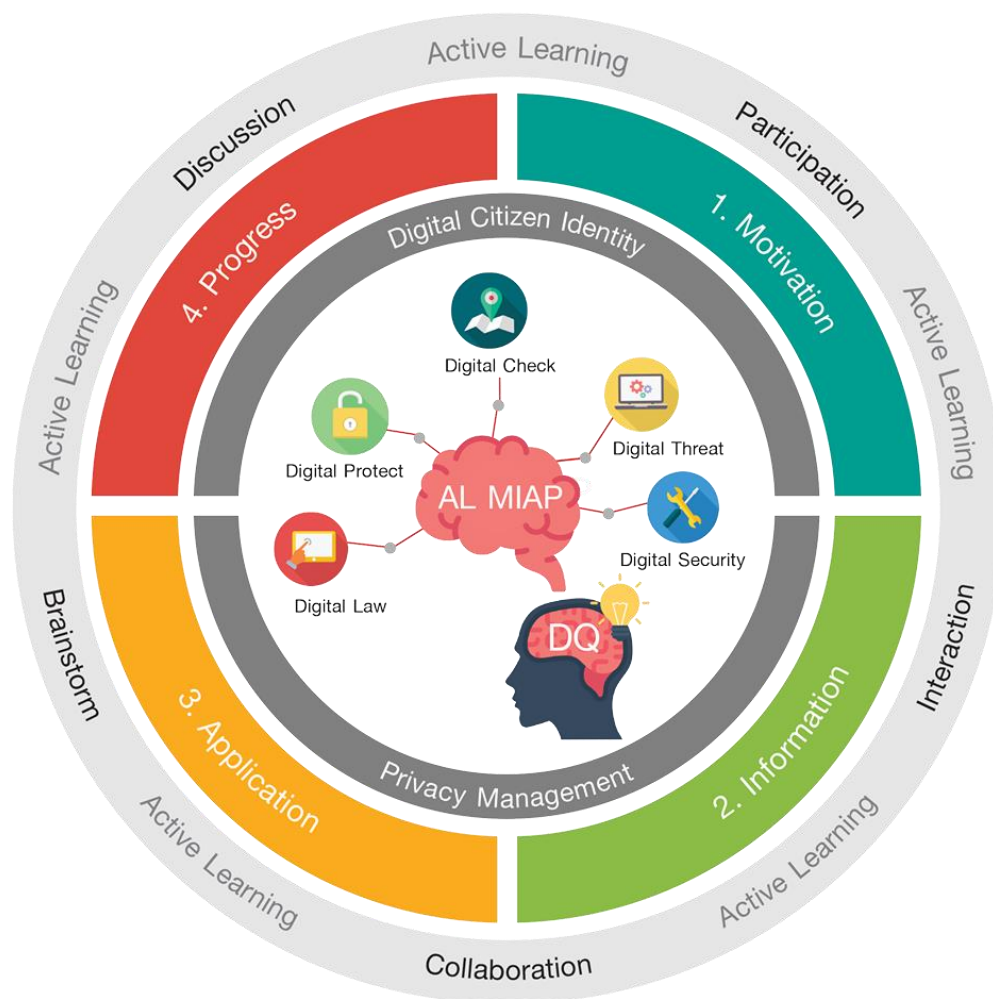 Active Learning
Participation
Active Learning
Interaction
Active Learning
Collaboration
Active Learning
Brainstorm
Active Learning
Discussion
1. Motivation
2. Information
3. Application
4. Progress
Digital Citizen Identity
Privacy Management
Digital Check
Digital Threat
Digital Protect
AL MIAP
Digital Security
Digital Law
DQ